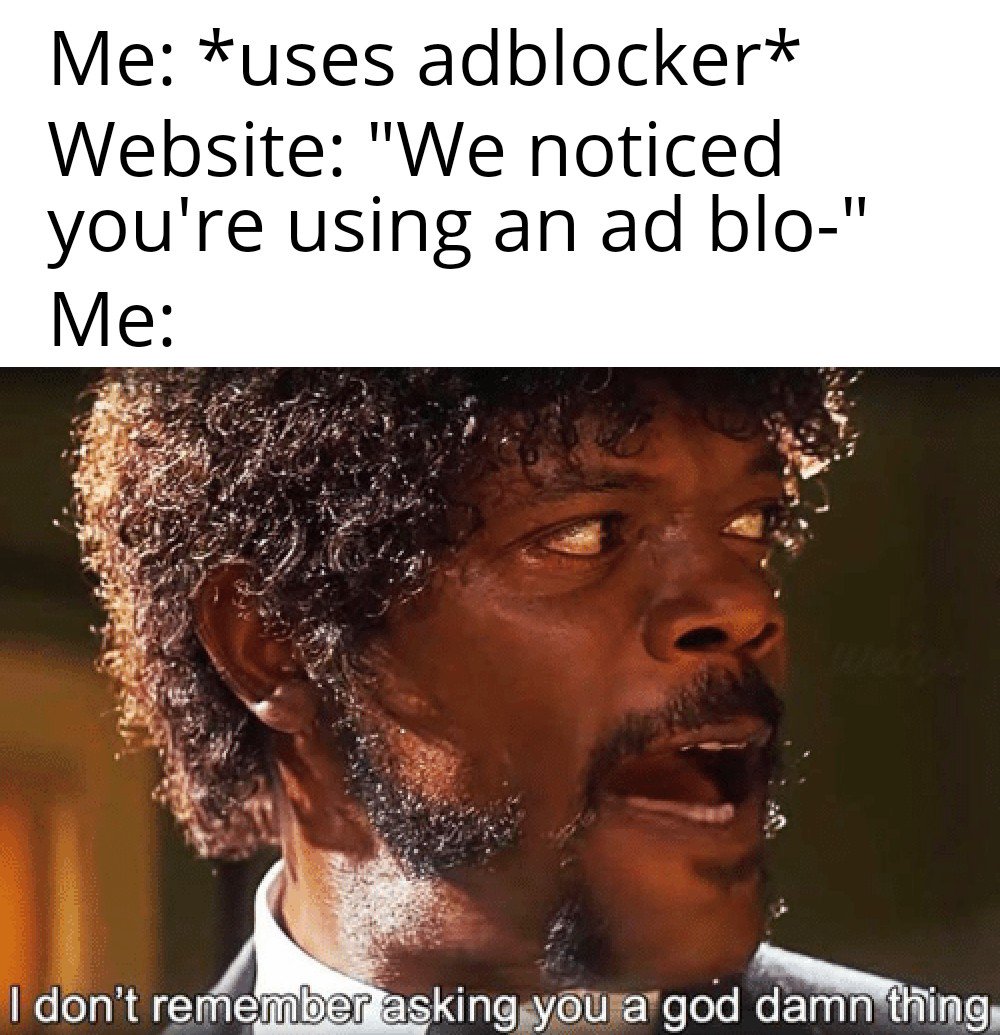 Me: *uses adblocker*
Website: "We noticed
you're using an ad blo-"
Me:
I don't remember asking you a god damn thing